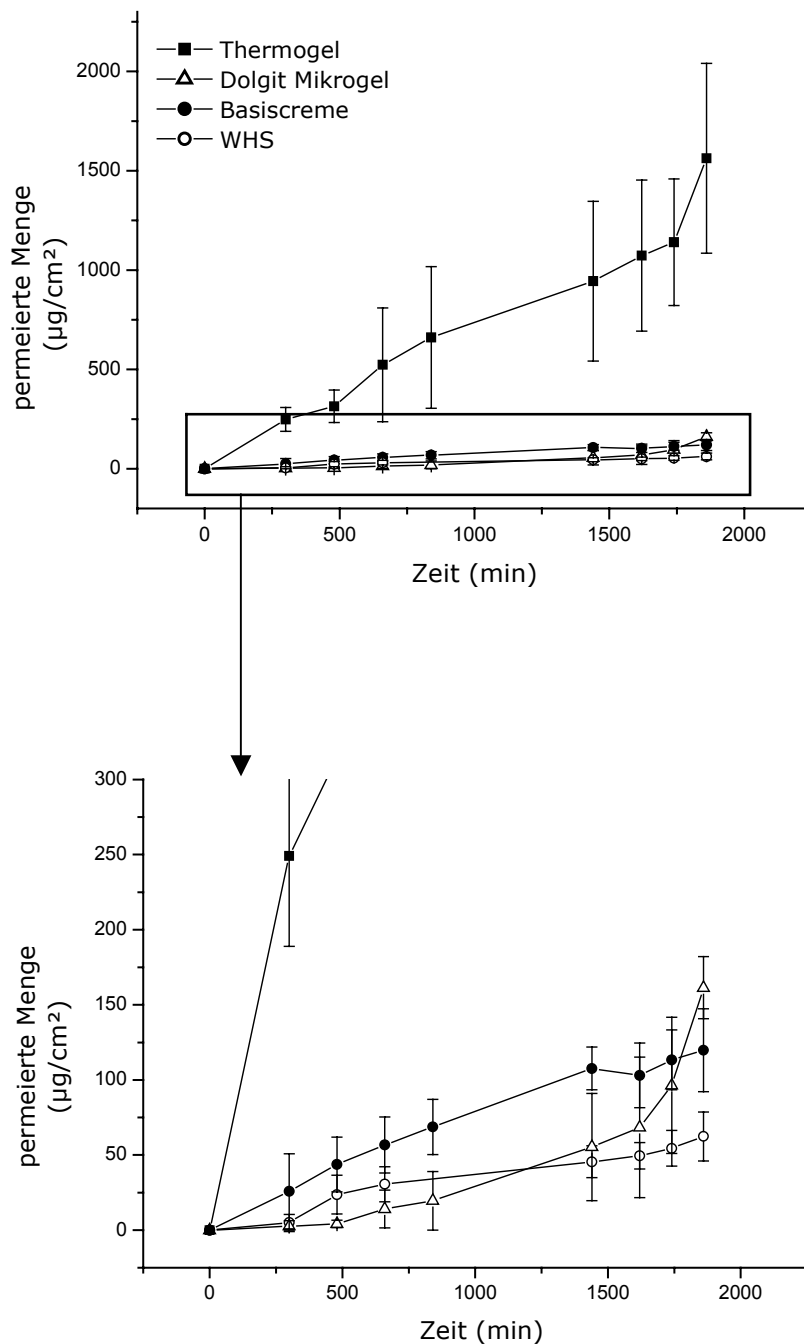 Thermogel
Dolgit Mikrogel
Basiscreme
WHS
2000
1500
1000
500
0
permeierte Menge
(µg/cm²)
0 500 1000 1500 2000
Zeit (min)
300
250
200
150
100
50
0
permeierte Menge
(µg/cm²)
0 500 1000 1500 2000
Zeit (min)